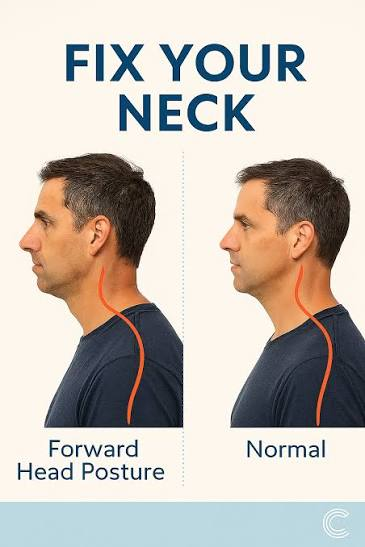 FIX YOUR
NECK
Forward
Head Posture
Normal